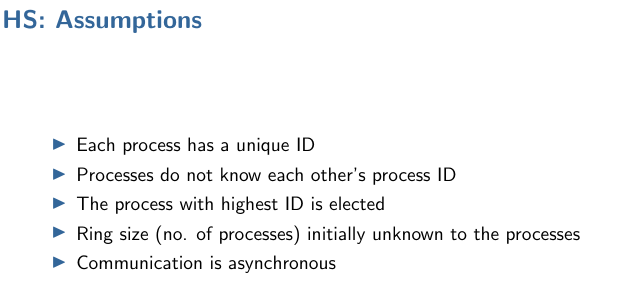 HS: Assumptions
▶ Each process has a unique ID
▶ Processes do not know each other's process ID
▶ The process with highest ID is elected
▶ Ring size (no. of processes) initially unknown to the processes
▶ Communication is asynchronous